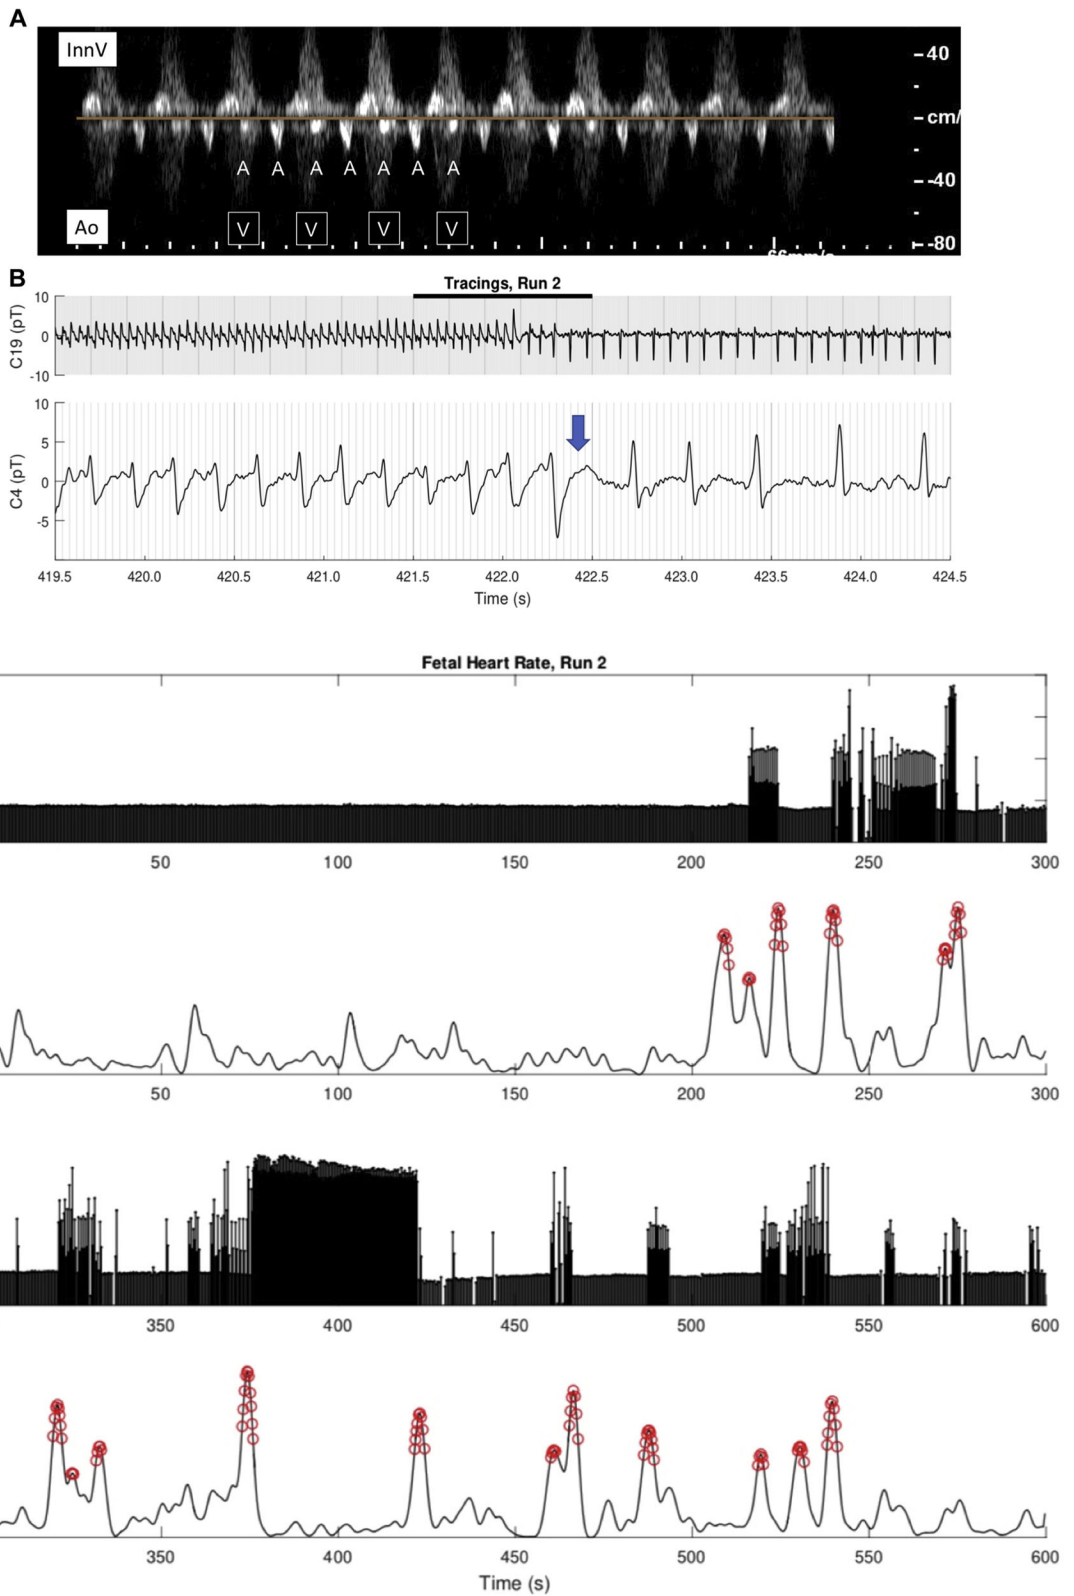 A
InnV
40
cm/
A A A A A A A
-40
Ao
V V V V
-80
66mm/s
B
Tracings, Run 2
C19 (pT)
10
0
-10
C4 (pT)
10
5
0
-5
419.5 420.0 420.5 421.0 421.5 422.0 422.5 423.0 423.5 424.0 424.5
Time (s)
Fetal Heart Rate, Run 2
50 100 150 200 250 300
50 100 150 200 250 300
350 400 450 500 550 600
350 400 450 500 550 600
Time (s)